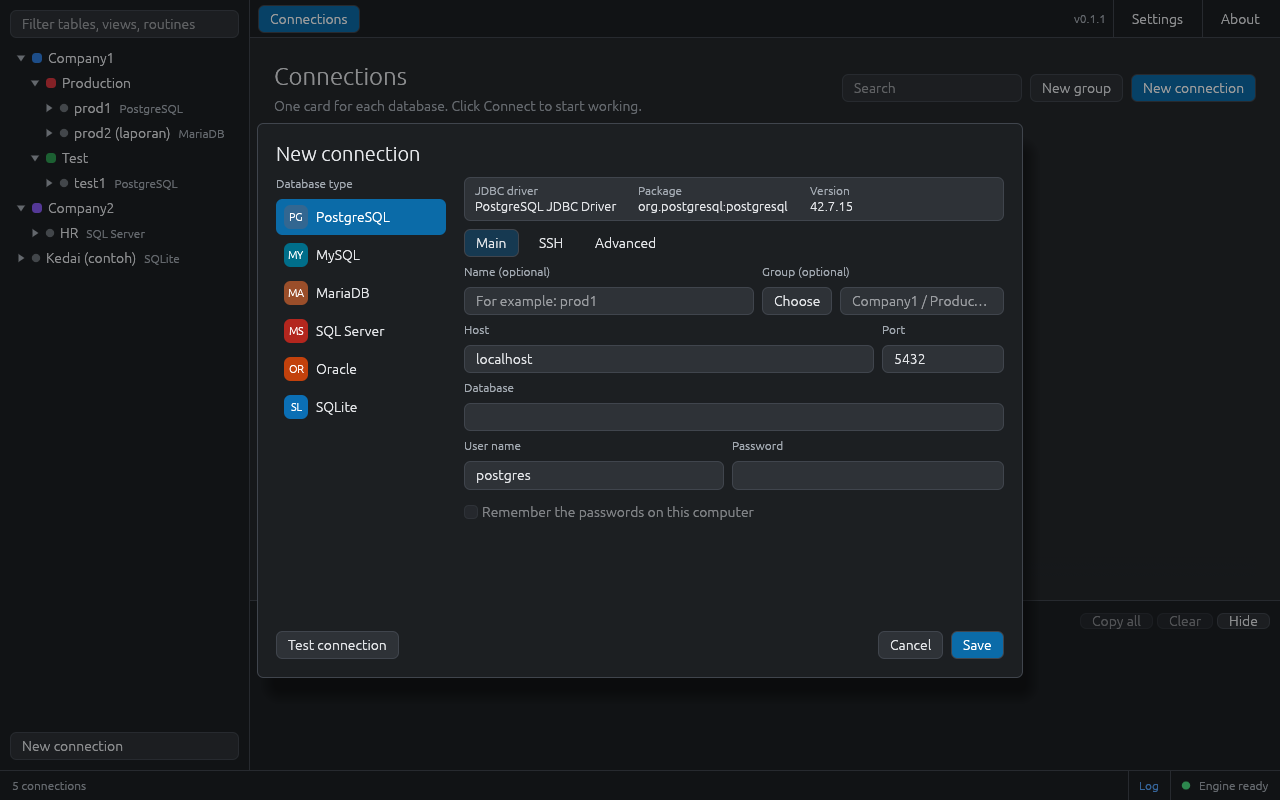 Filter tables, views, routines
Connections
v0.1.1
Settings
About
Company1
Production
prod1 PostgreSQL
prod2 (laporan) MariaDB
Test
test1 PostgreSQL
Company2
HR SQL Server
Kedai (contoh) SQLite
New connection
Connections
One card for each database. Click Connect to start working.
Search
New group
New connection
New connection
Database type
PG PostgreSQL
MY MySQL
MA MariaDB
MS SQL Server
OR Oracle
SL SQLite
JDBC driver
PostgreSQL JDBC Driver
Package
org.postgresql:postgresql
Version
42.7.15
Main
SSH
Advanced
Name (optional)
For example: prod1
Group (optional)
Choose
Company1 / Produc...
Host
localhost
Port
5432
Database
User name
postgres
Password
Remember the passwords on this computer
Test connection
Cancel
Save
Copy all
Clear
Hide
5 connections
Log
Engine ready